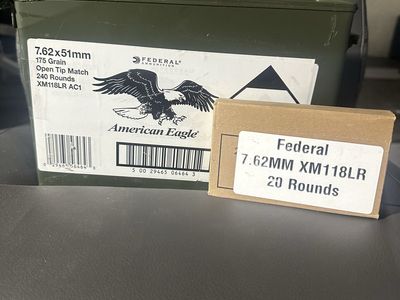 FEDERAL
AMMUNITION
7.62x51mm
175 Grain
Open Tip Match
240 Rounds
XM118LR AC1
American Eagle
5 00 29465 06464 3
Federal
7.62MM XM118LR
20 Rounds